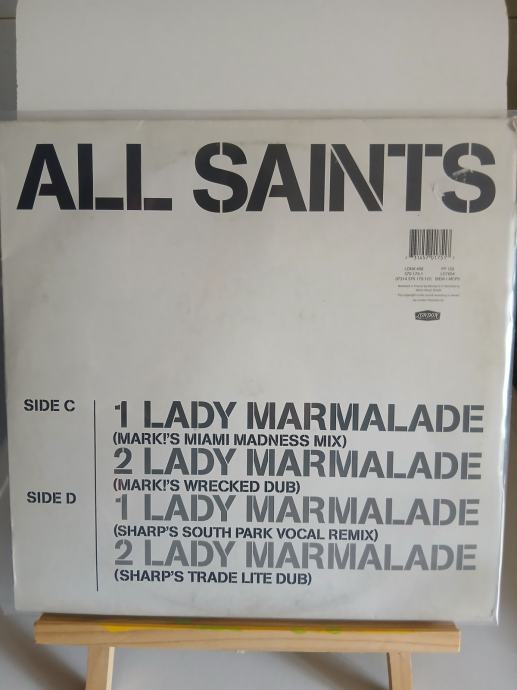 ALL SAINTS
LONDON
SIDE C
1 LADY MARMALADE
(MARK!'S MIAMI MADNESS MIX)
2 LADY MARMALADE
(MARK!'S WRECKED DUB)
SIDE D
1 LADY MARMALADE
(SHARP'S SOUTH PARK VOCAL REMIX)
2 LADY MARMALADE
(SHARP'S TRADE LITE DUB)